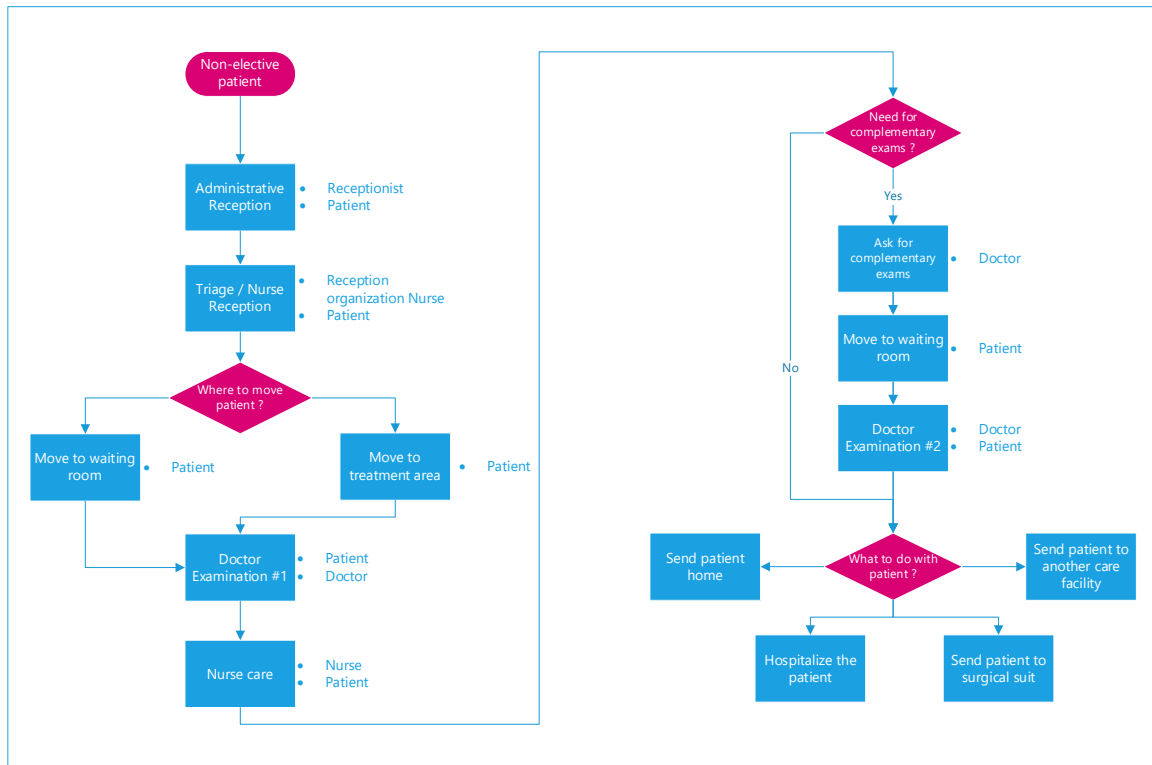 Non-elective
patient
Administrative
Reception
• Receptionist
• Patient
Triage / Nurse
Reception
• Reception
organization Nurse
• Patient
Where to move
patient ?
Move to waiting
room
• Patient
Move to
treatment area
• Patient
Doctor
Examination #1
• Patient
• Doctor
Nurse care
• Nurse
• Patient
Need for
complementary
exams ?
Yes
No
Ask for
complementary
exams
• Doctor
Move to waiting
room
• Patient
Doctor
Examination #2
• Doctor
• Patient
What to do with
patient ?
Send patient
home
Send patient to
another care
facility
Hospitalize the
patient
Send patient to
surgical suit